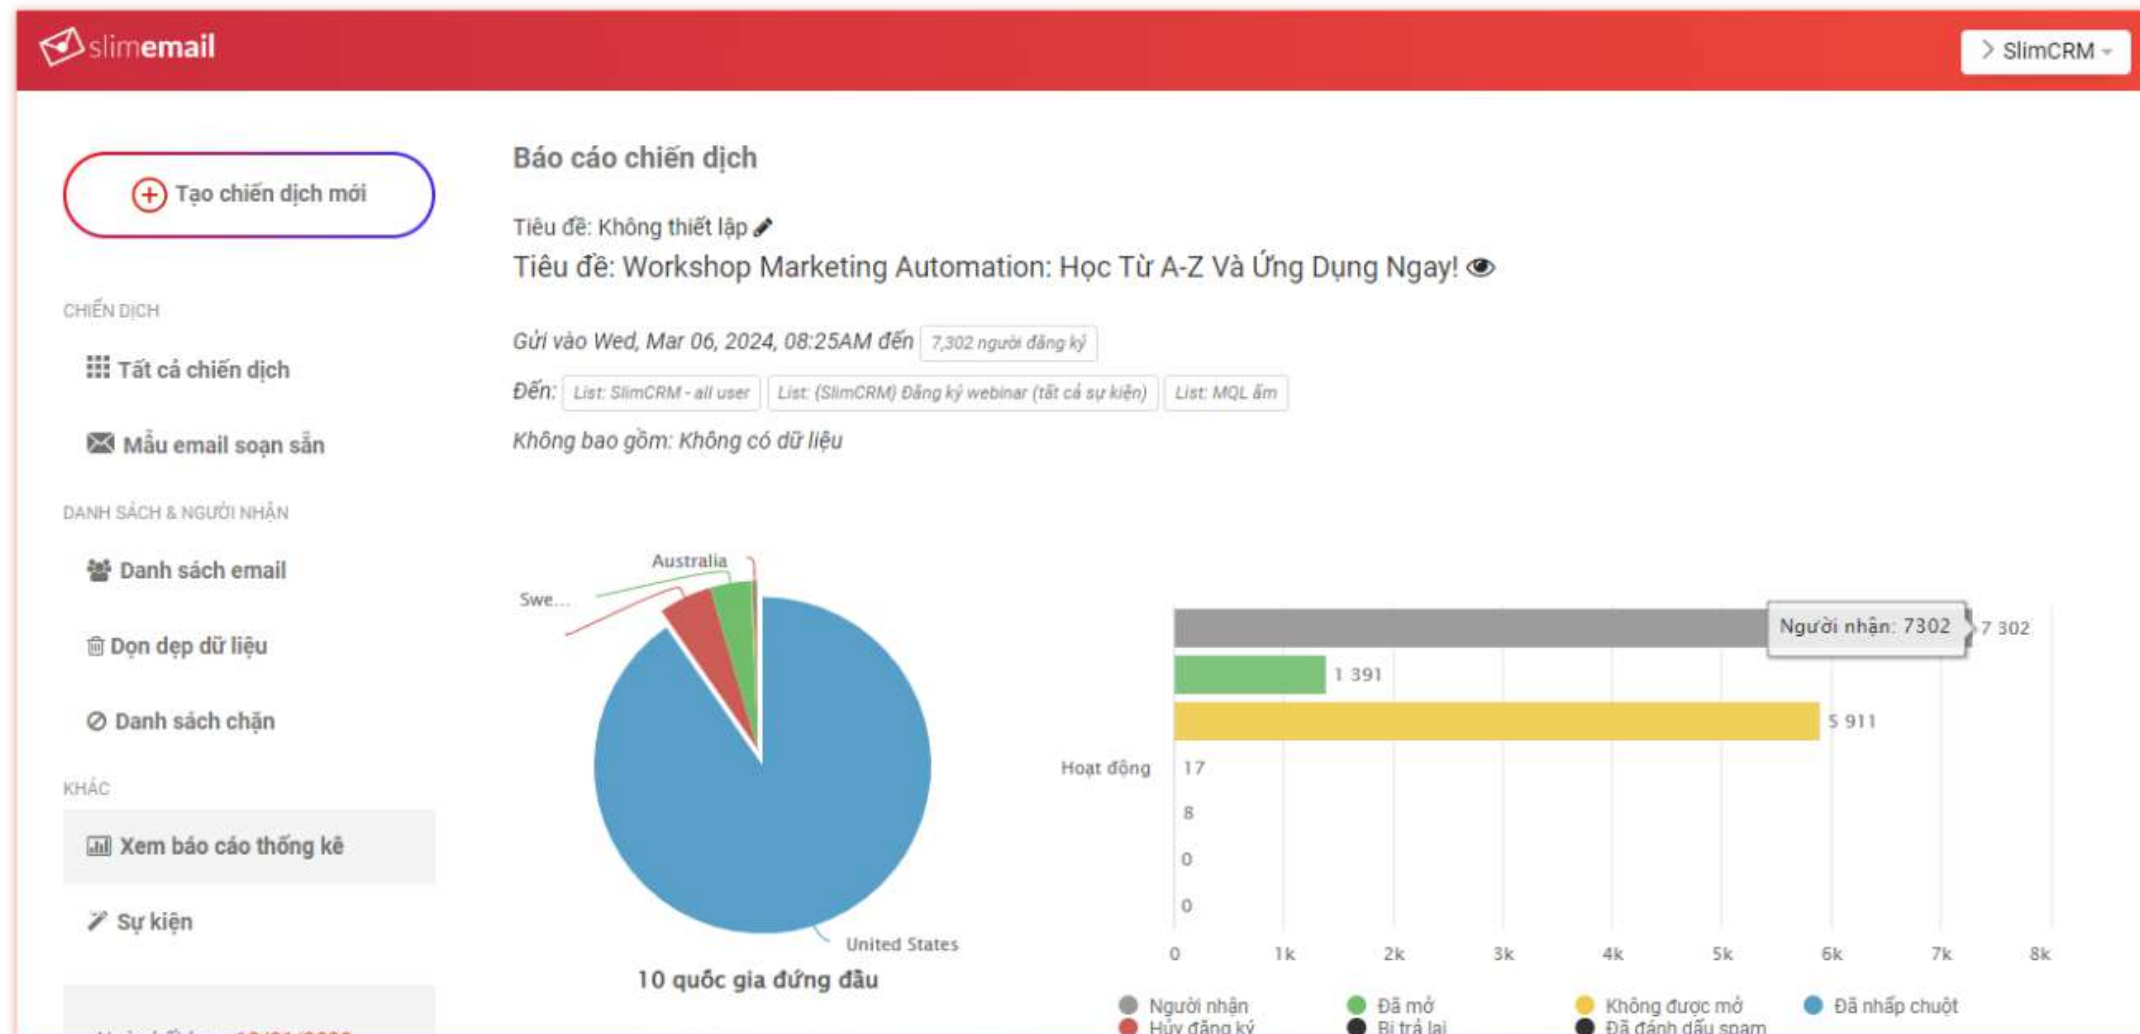 slimemail
SlimCRM
Tạo chiến dịch mới
CHIẾN DỊCH
Tất cả chiến dịch
Mẫu email soạn sẵn
DANH SÁCH & NGƯỜI NHẬN
Danh sách email
Dọn dẹp dữ liệu
Danh sách chặn
KHÁC
Xem báo cáo thống kê
Sự kiện
Báo cáo chiến dịch
Tiêu đề: Không thiết lập
Tiêu đề: Workshop Marketing Automation: Học Từ A-Z Và Ứng Dụng Ngay!
Gửi vào Wed, Mar 06, 2024, 08:25AM đến 7,302 người đăng ký
Đến: List: SlimCRM - all user List: (SlimCRM) Đăng ký webinar (tất cả sự kiện) List: MQL ấm
Không bao gồm: Không có dữ liệu
Australia
Swe...
United States
10 quốc gia đứng đầu
Người nhận: 7302 7 302
1 391
5 911
Hoạt động 17
8
0
0
0 1k 2k 3k 4k 5k 6k 7k 8k
Người nhận Đã mở Không được mở Đã nhấp chuột
Hủy đăng ký Bị trả lại Đã đánh dấu spam